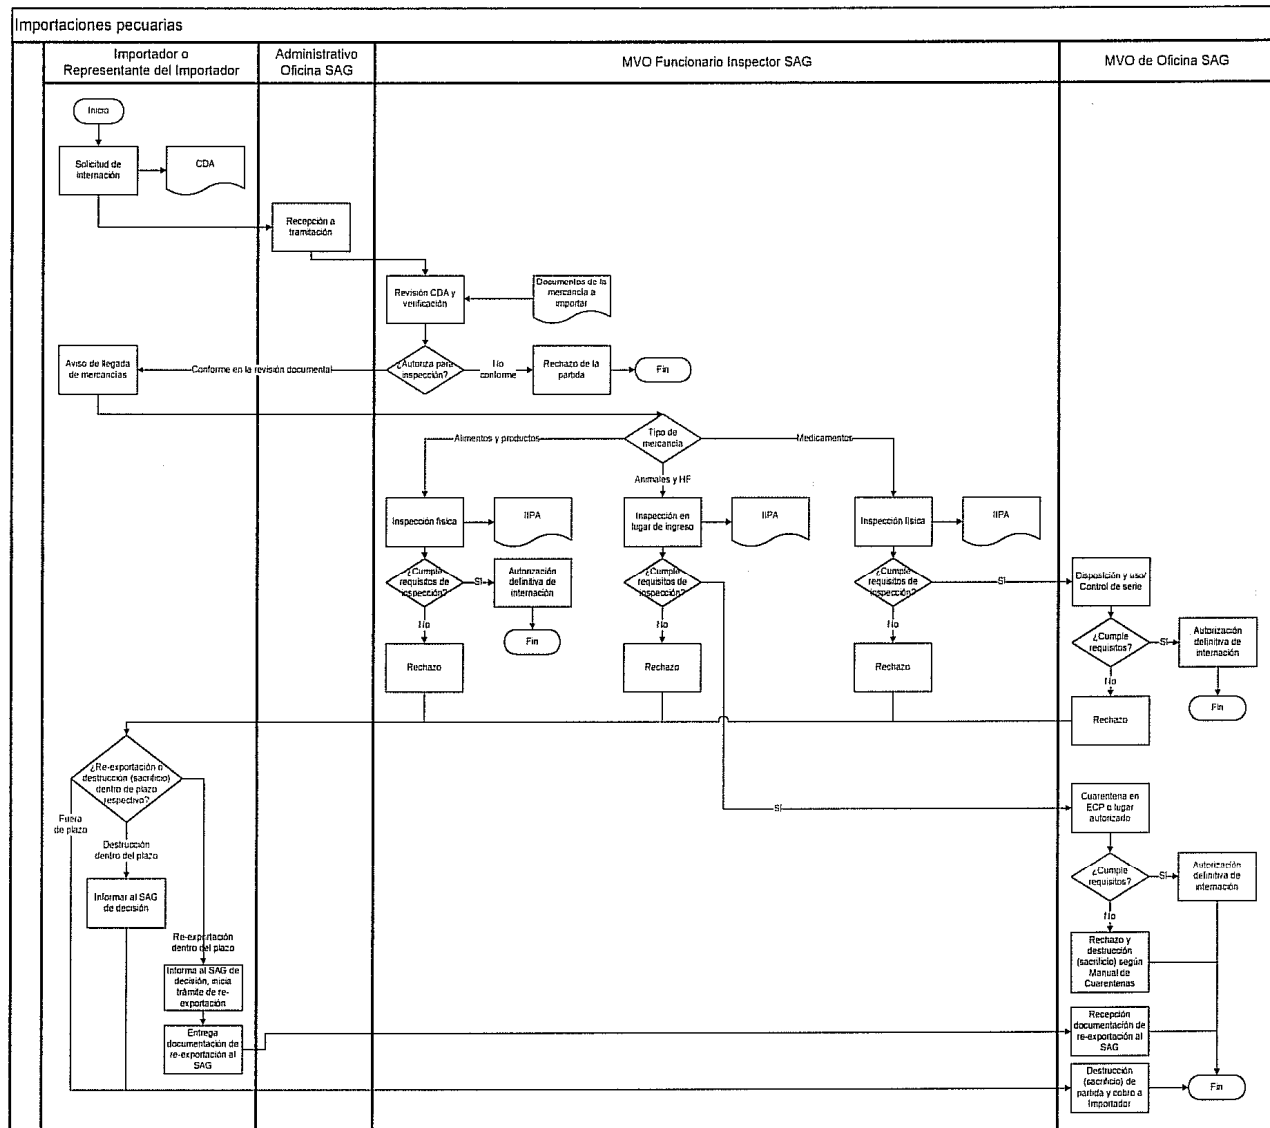 Importaciones pecuarias
Importador o
Representante del Importador
Administrativo
Oficina SAG
MVO Funcionario Inspector SAG
MVO de Oficina SAG
Inicio
Solicitud de
internación
CDA
Recepción a
tramitación
Revisión CDA y
verificación
Documentos de la
mercancía a
importar
Aviso de llegada
de mercancías
Conforme en la revisión documental
¿Autoriza para
inspección?
No
conforme
Rechazo de la
partida
Fin
Tipo de
mercancía
Alimentos y productos
Medicamentos
Animales y HF
Inspección física
IIPA
Inspección en
lugar de ingreso
IIPA
Inspección física
IIPA
¿Cumple
requisitos de
inspección?
Sí
Autorización
definitiva de
internación
¿Cumple
requisitos de
inspección?
¿Cumple
requisitos de
inspección?
Sí
Disposición y uso/
Control de serie
No
Fin
No
No
¿Cumple
requisitos?
Sí
Autorización
definitiva de
internación
Rechazo
Rechazo
Rechazo
No
Fin
Rechazo
¿Re-exportación o
destrucción (sacrificio)
dentro de plazo
respectivo?
Sí
Cuarentena en
ECP o lugar
autorizado
Fuera
de plazo
Destrucción
dentro del plazo
¿Cumple
requisitos?
Sí
Autorización
definitiva de
internación
Informar al SAG
de decisión
No
Re-exportación
dentro del plazo
Rechazo y
destrucción
(sacrificio) según
Manual de
Cuarentenas
Informa al SAG de
decisión, inicia
trámite de re-
exportación
Entrega
documentación de
re-exportación al
SAG
Recepción
documentación de
re-exportación al
SAG
Destrucción
(sacrificio) de
partida y cobro a
Importador
Fin